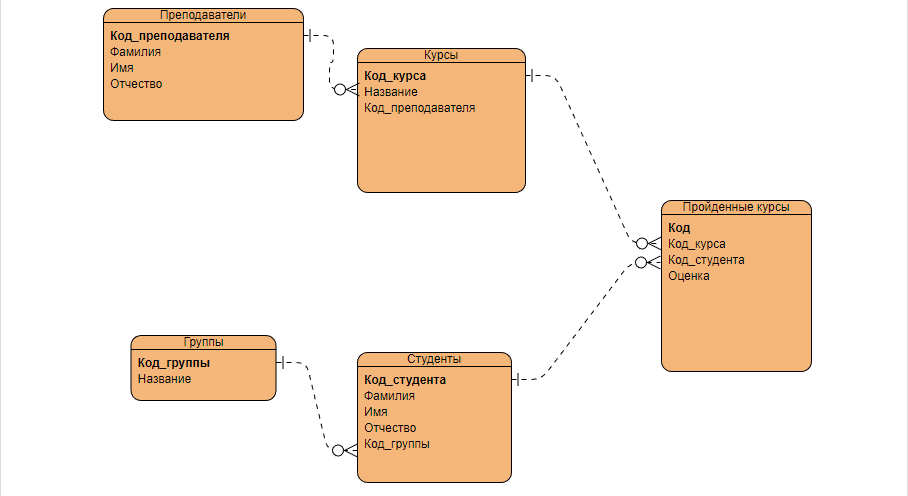 Преподаватели
Код_преподавателя
Фамилия
Имя
Отчество
Курсы
Код_курса
Название
Код_преподавателя
Пройденные курсы
Код
Код_курса
Код_студента
Оценка
Группы
Код_группы
Название
Студенты
Код_студента
Фамилия
Имя
Отчество
Код_группы